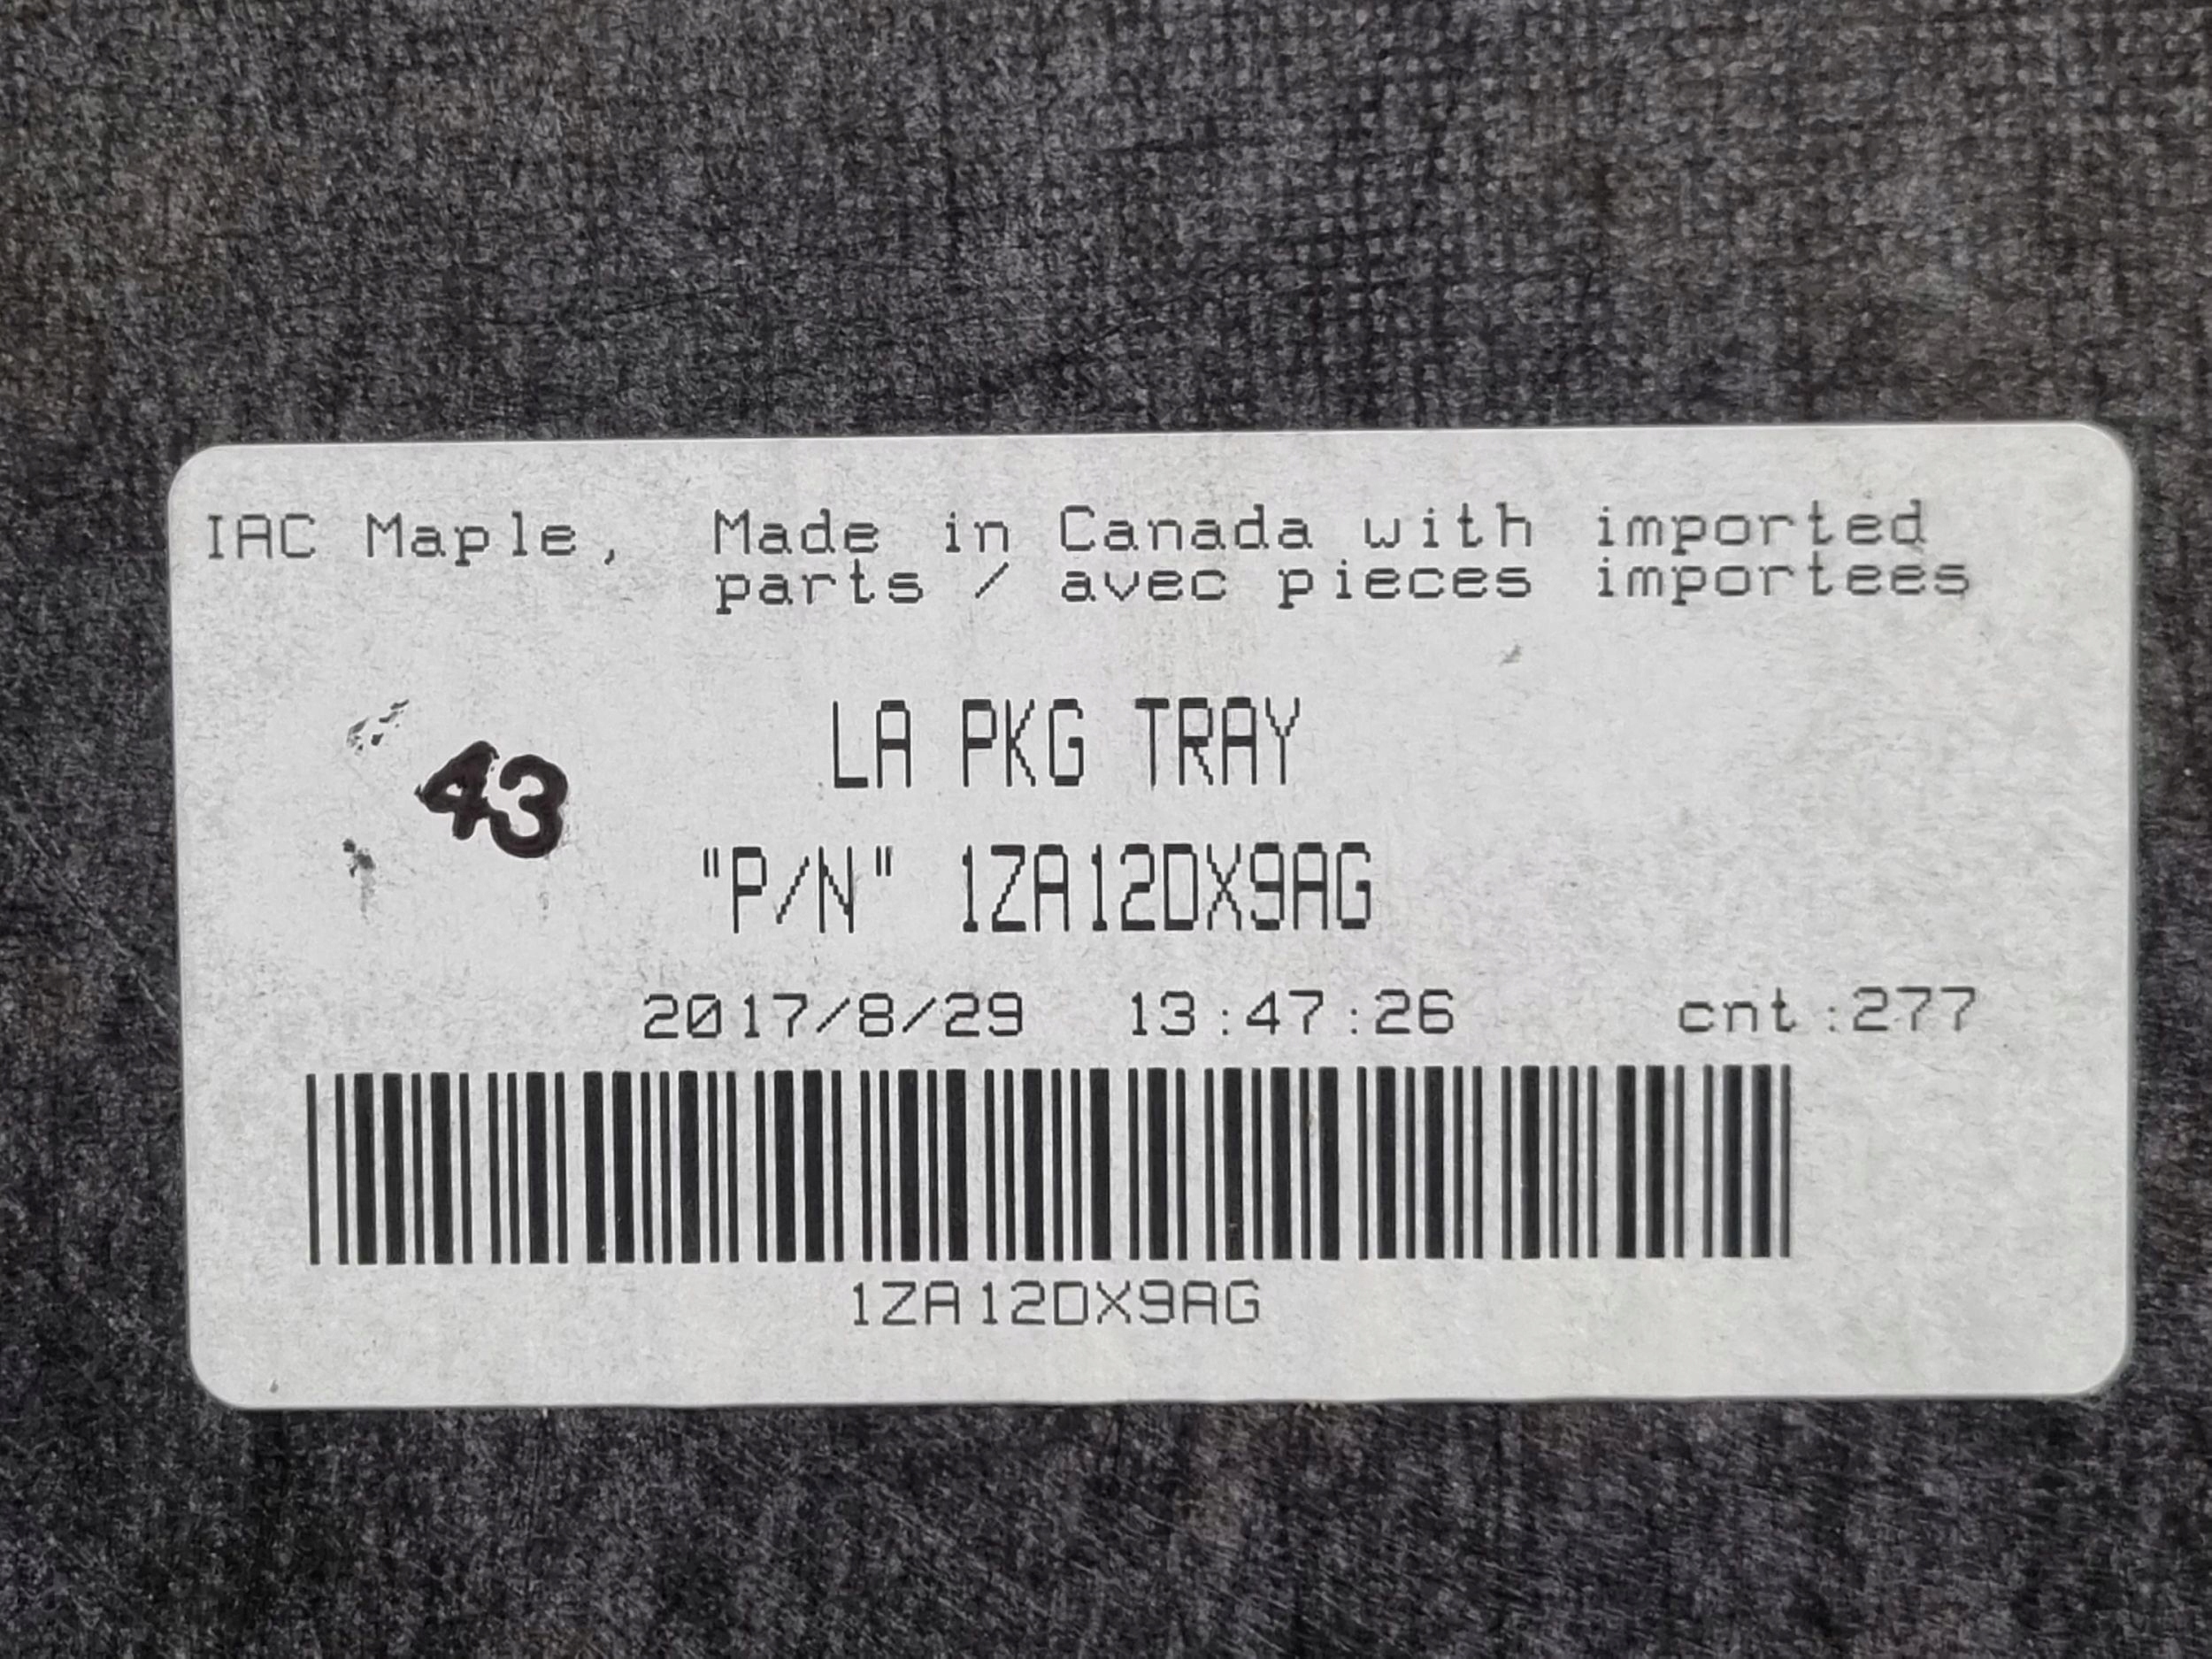 IAC Maple, Made in Canada with imported
parts / avec pieces importees
LA PKG TRAY
43
"P/N" 1ZA12DX9AG
2017/8/29 13:47:26 cnt:277
1ZA12DX9AG